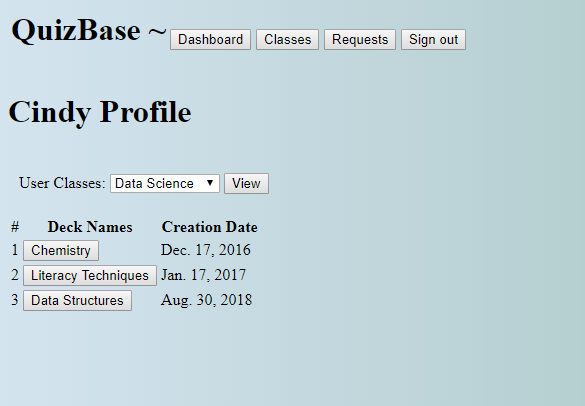 QuizBase ~ Dashboard Classes Requests Sign out
Cindy Profile
User Classes: Data Science View
# Deck Names Creation Date
1 Chemistry Dec. 17, 2016
2 Literacy Techniques Jan. 17, 2017
3 Data Structures Aug. 30, 2018